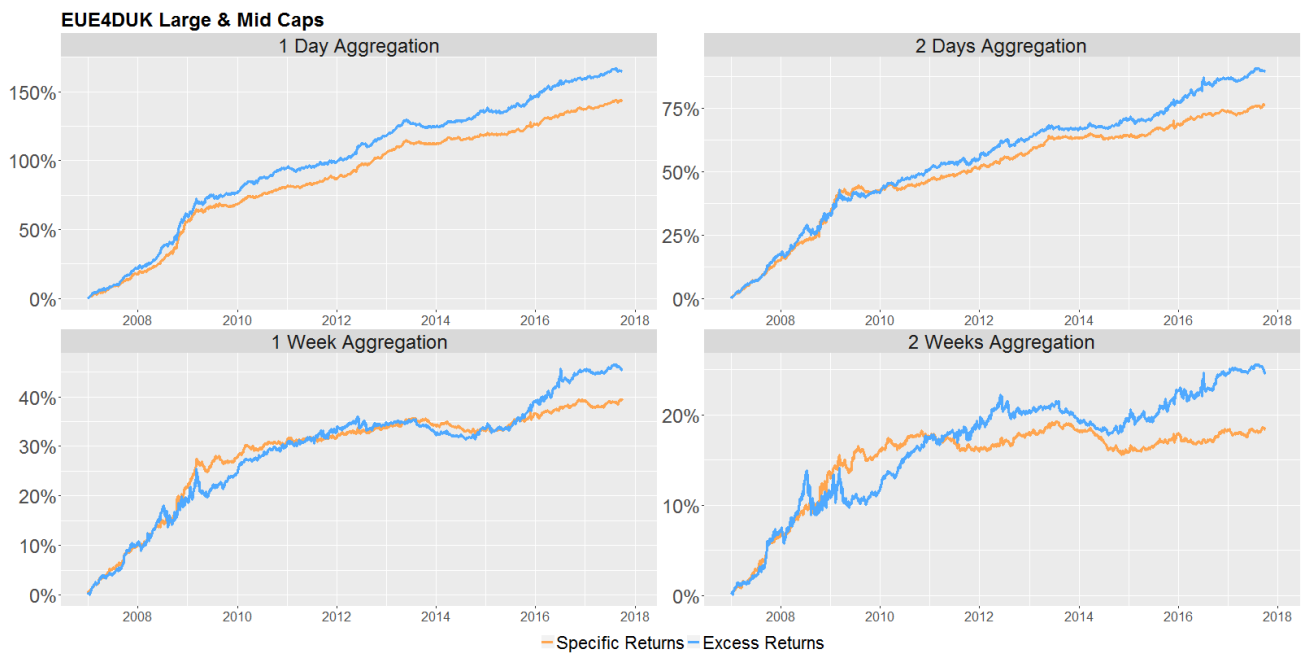 EUE4DUK Large & Mid Caps
1 Day Aggregation
150%
100%
50%
0%
2008 2010 2012 2014 2016 2018
2 Days Aggregation
75%
50%
25%
0%
2008 2010 2012 2014 2016 2018
1 Week Aggregation
40%
30%
20%
10%
0%
2008 2010 2012 2014 2016 2018
2 Weeks Aggregation
20%
10%
0%
2008 2010 2012 2014 2016 2018
Specific Returns Excess Returns